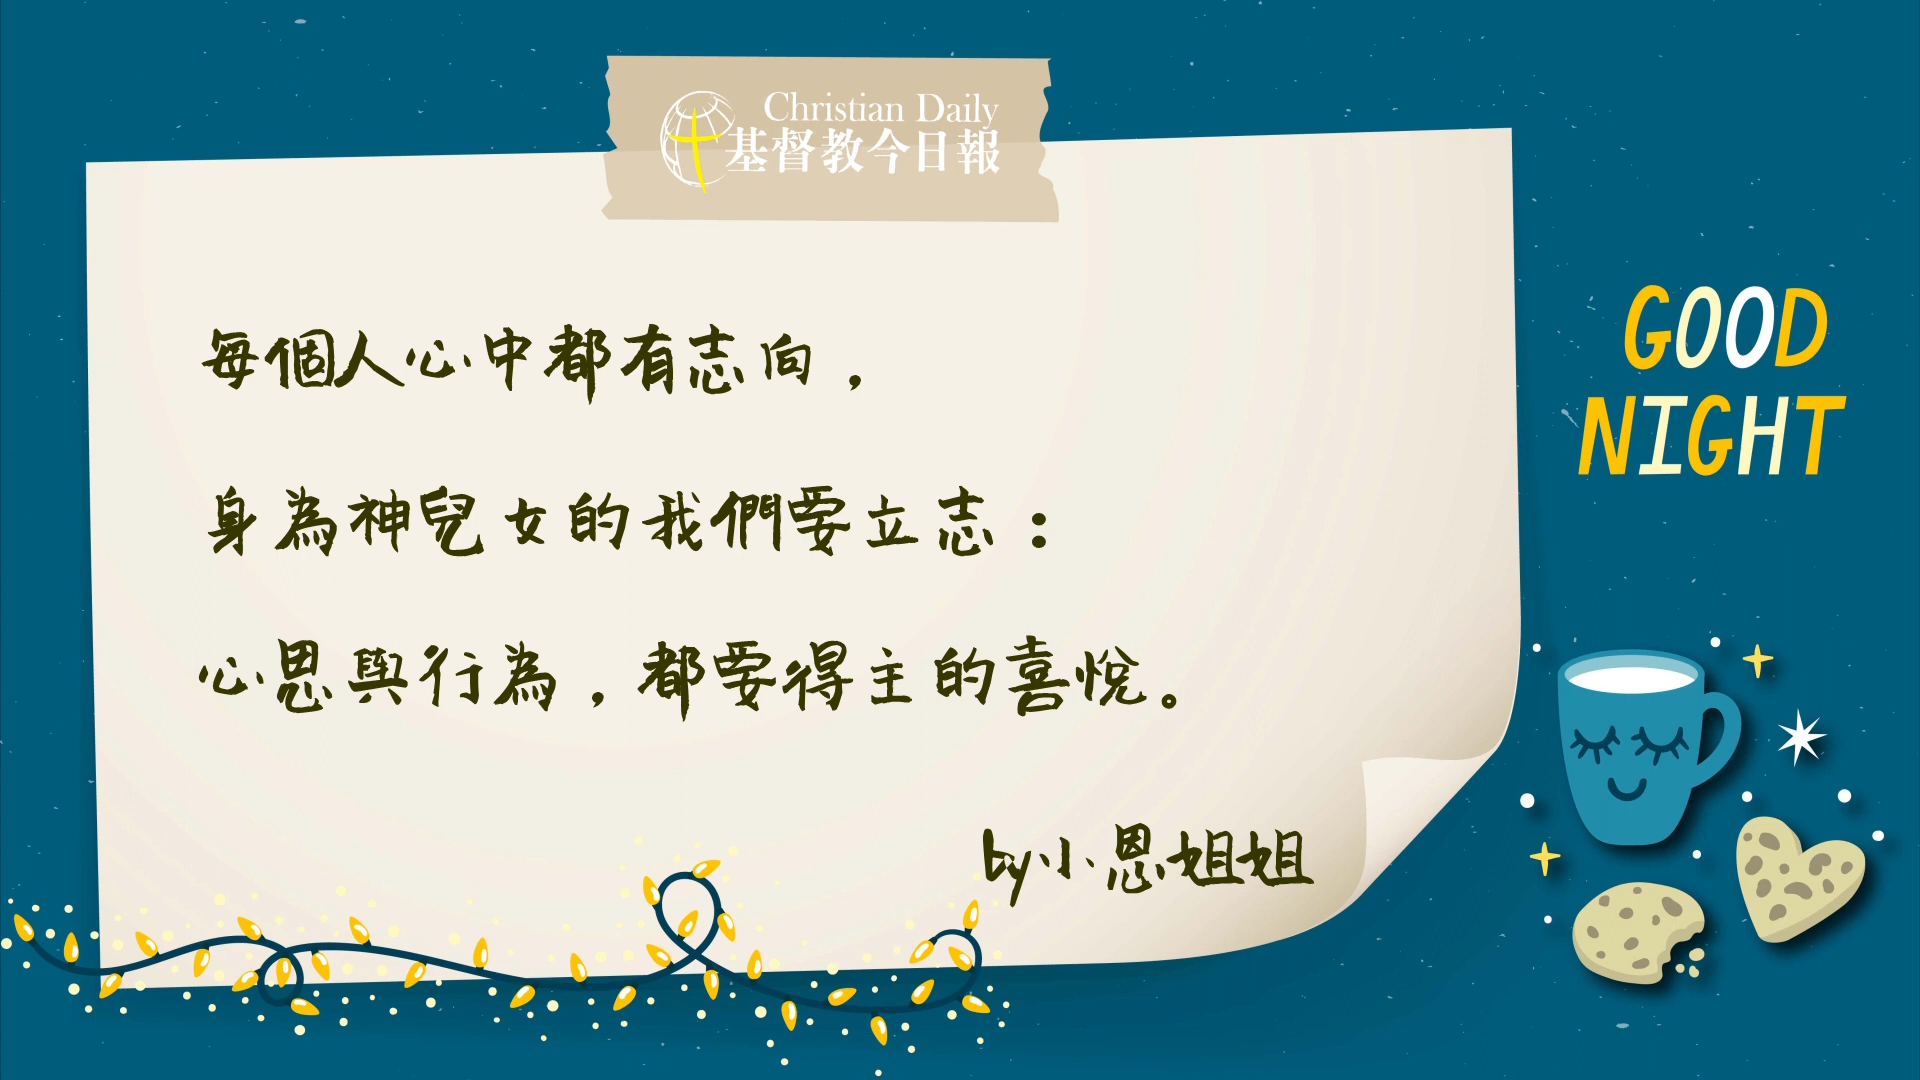 Christian Daily
基督教今日報
每個人心中都有志向，
身為神兒女的我們要立志：
心思與行為，都要得主的喜悅。
by小恩姐姐
GOOD
NIGHT